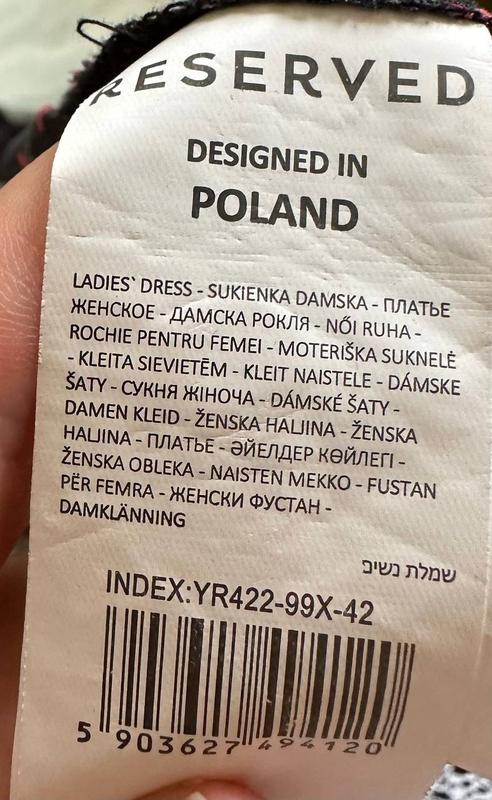 RESERVED
DESIGNED IN
POLAND
LADIES` DRESS - SUKIENKA DAMSKA - ПЛАТЬЕ
ЖЕНСКОЕ - ДАМСКА РОКЛЯ - NŐI RUHA -
ROCHIE PENTRU FEMEI - MOTERIŠKA SUKNELĖ
- KLEITA SIEVIETĒM - KLEIT NAISTELE - DÁMSKE
ŠATY - СУКНЯ ЖІНОЧА - DÁMSKÉ ŠATY -
DAMEN KLEID - ŽENSKA HALJINA - ŽENSKA
HALJINA - ПЛАТЬЕ - ӘЙЕЛДЕР КӨЙЛЕГІ -
ŽENSKA OBLEKA - NAISTEN MEKKO - FUSTAN
PËR FEMRA - ЖЕНСКИ ФУСТАН -
DAMKLÄNNING
שמלת נשים
INDEX:YR422-99X-42
5 903627 494120